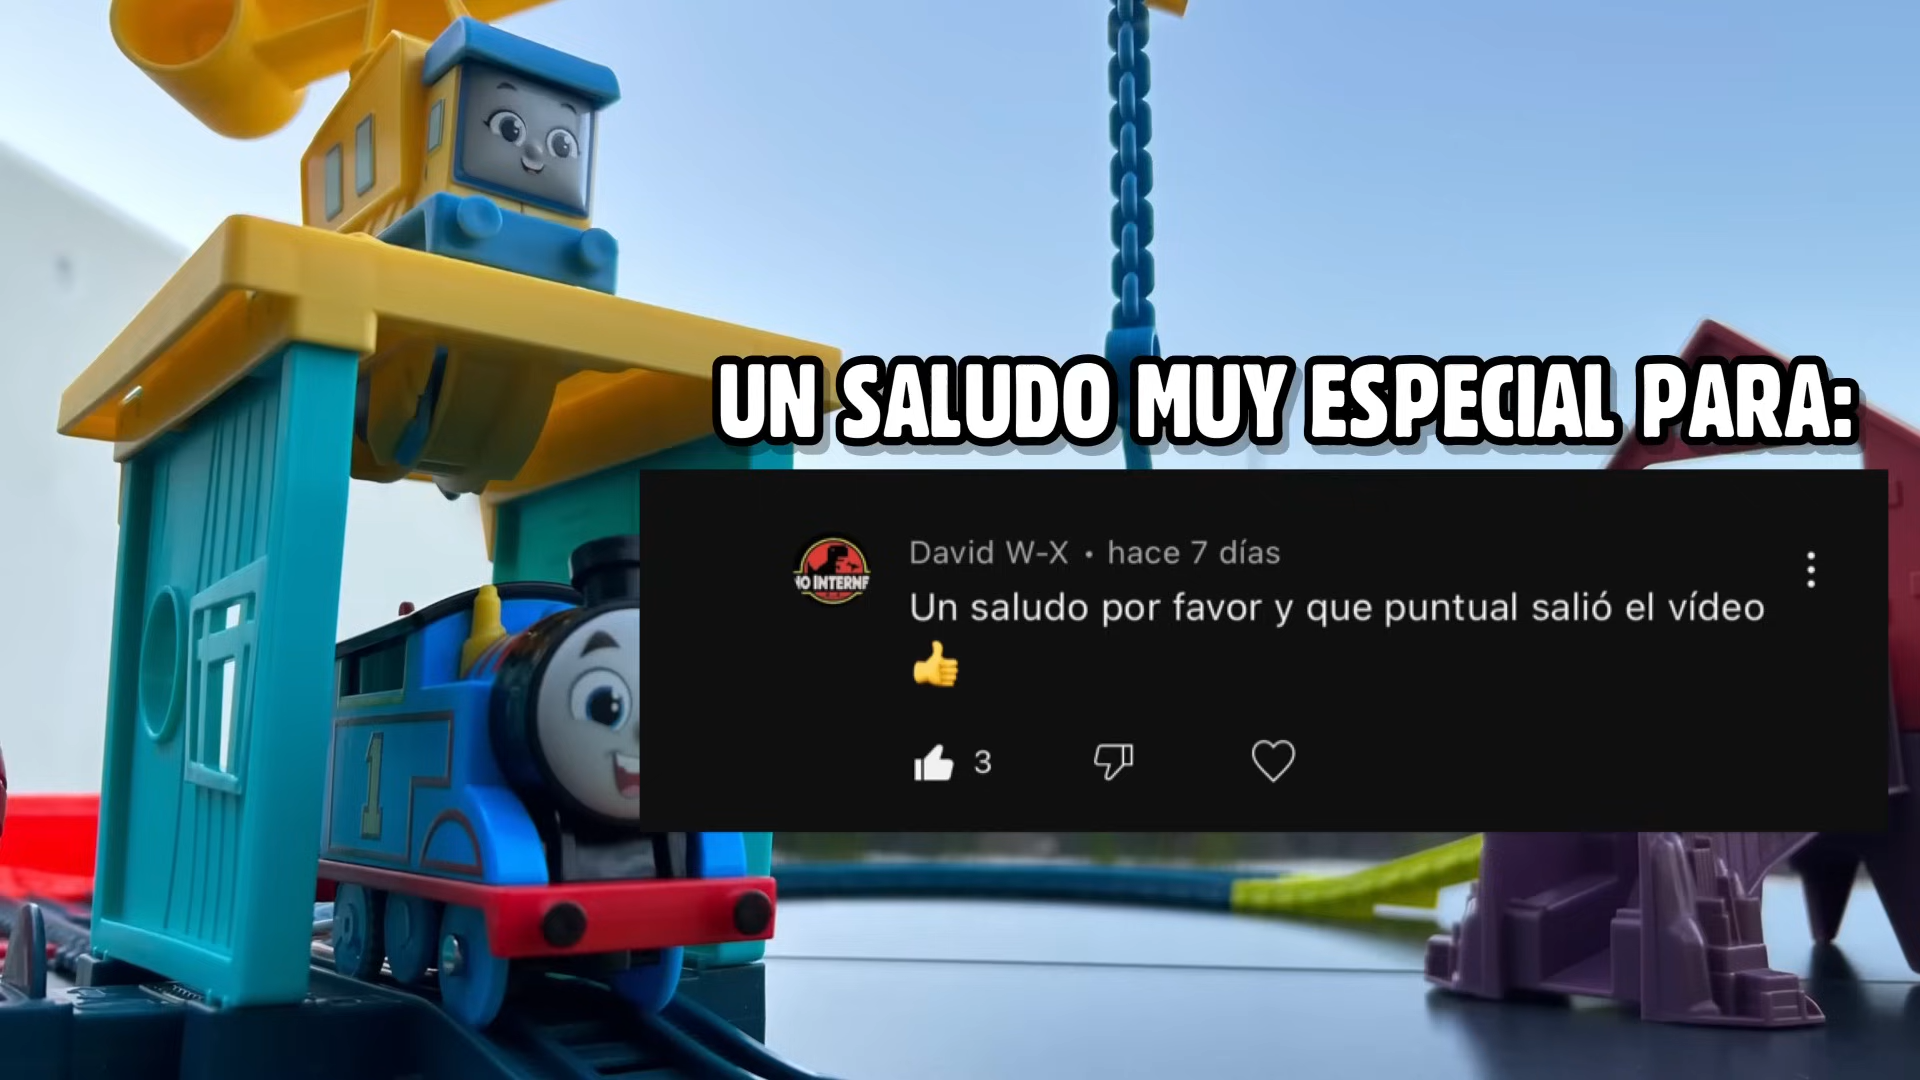 UN SALUDO MUY ESPECIAL PARA:
David W-X • hace 7 días
Un saludo por favor y que puntual salió el vídeo
👍
3
1